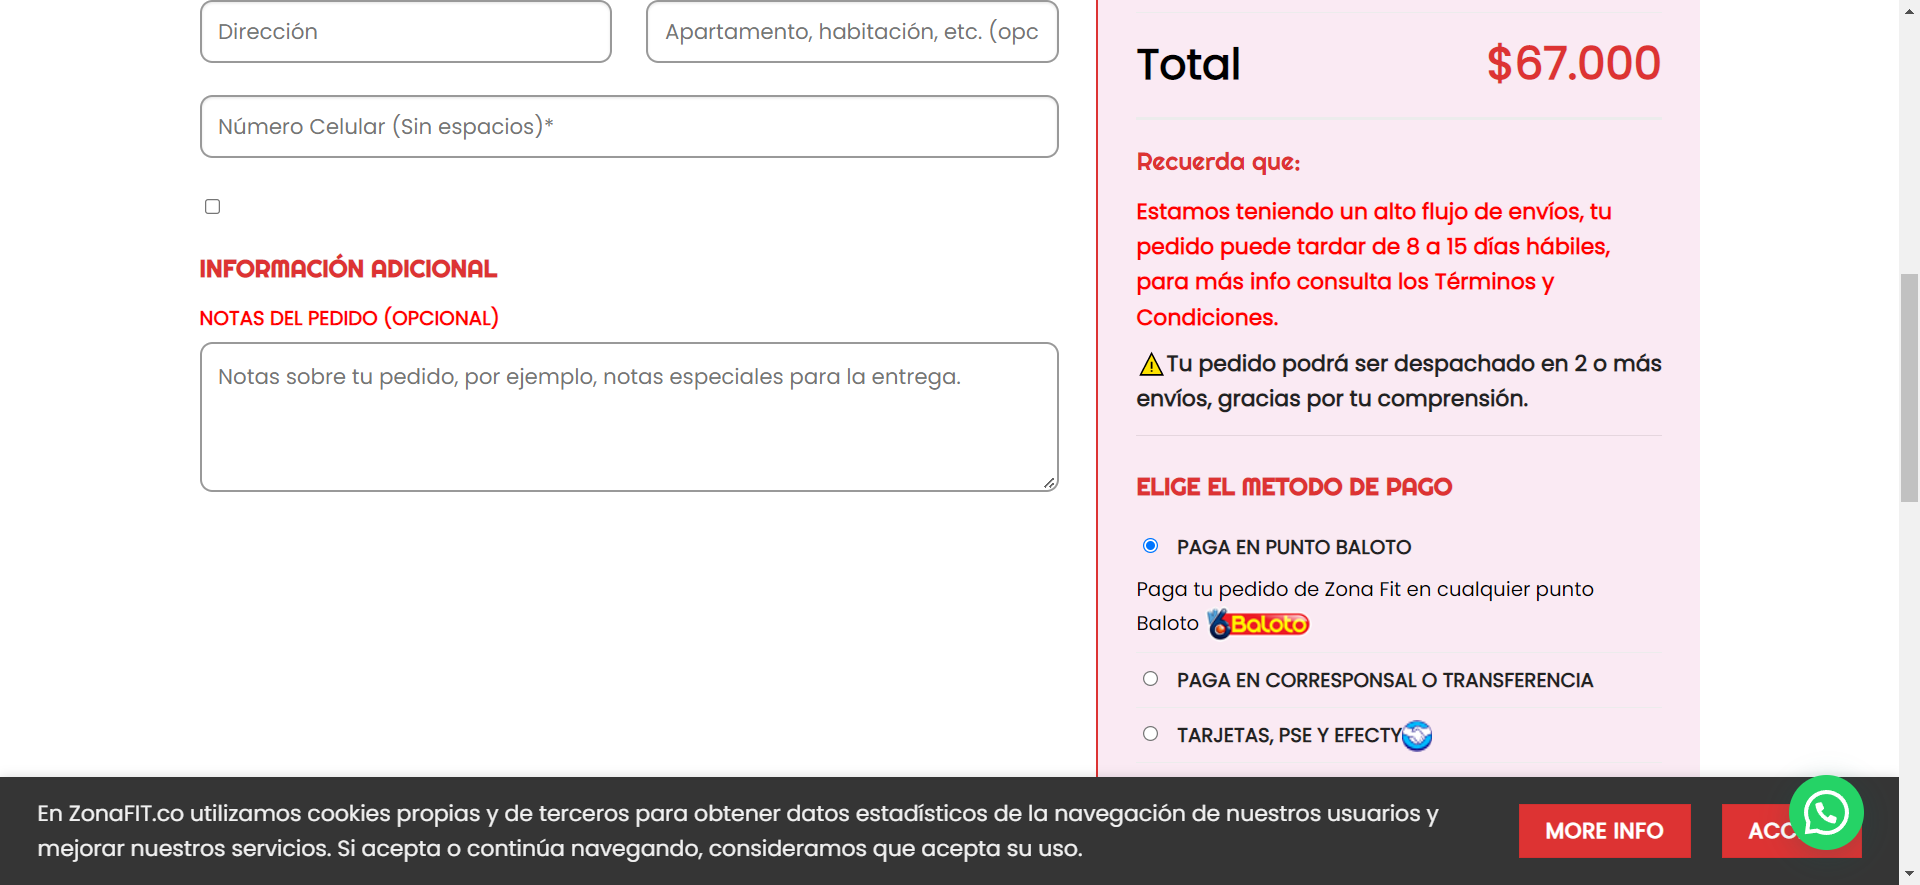 Dirección
Apartamento, habitación, etc. (opc
Número Celular (Sin espacios)*
INFORMACIÓN ADICIONAL
NOTAS DEL PEDIDO (OPCIONAL)
Notas sobre tu pedido, por ejemplo, notas especiales para la entrega.
Total $67.000
Recuerda que:
Estamos teniendo un alto flujo de envíos, tu
pedido puede tardar de 8 a 15 días hábiles,
para más info consulta los Términos y
Condiciones.
⚠Tu pedido podrá ser despachado en 2 o más
envíos, gracias por tu comprensión.
ELIGE EL METODO DE PAGO
PAGA EN PUNTO BALOTO
Paga tu pedido de Zona Fit en cualquier punto
Baloto Baloto
PAGA EN CORRESPONSAL O TRANSFERENCIA
TARJETAS, PSE Y EFECTY
En ZonaFIT.co utilizamos cookies propias y de terceros para obtener datos estadísticos de la navegación de nuestros usuarios y
mejorar nuestros servicios. Si acepta o continúa navegando, consideramos que acepta su uso.
MORE INFO
ACC